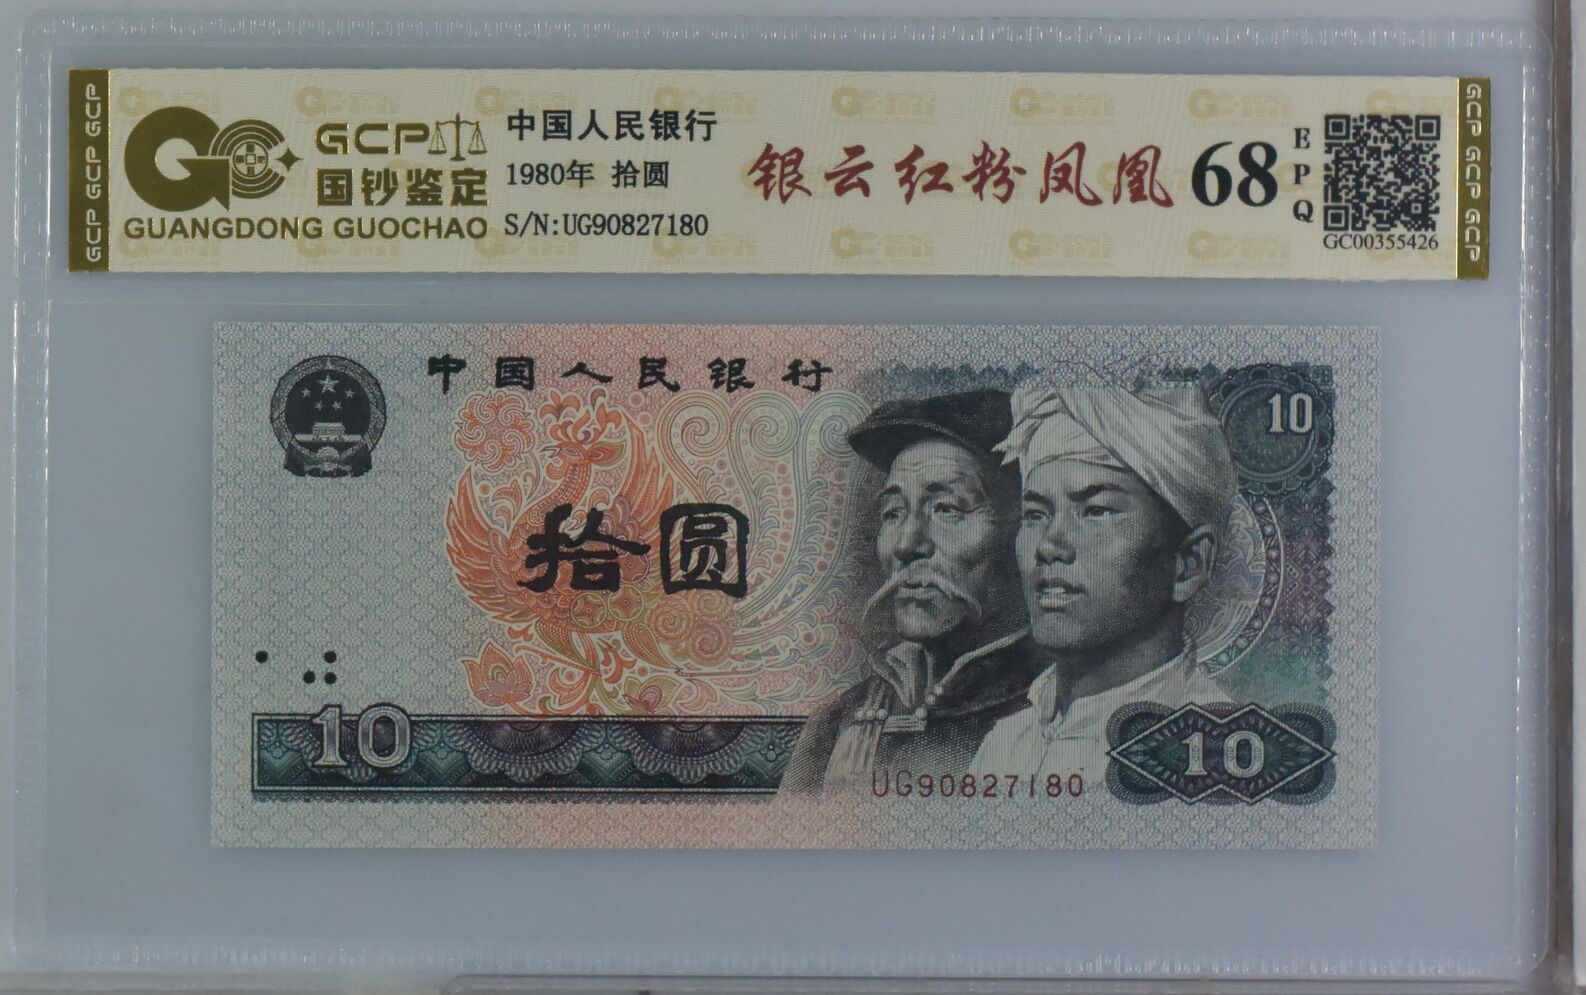 GCP GCP GCP
GCP
国钞鉴定
GUANGDONG GUOCHAO
中国人民银行
1980年 拾圆
S/N:UG90827180
银云红粉凤凰
68
EPQ
GC00355426
GCP GCP GCP
中国人民银行
10
拾圆
10
UG90827180
10